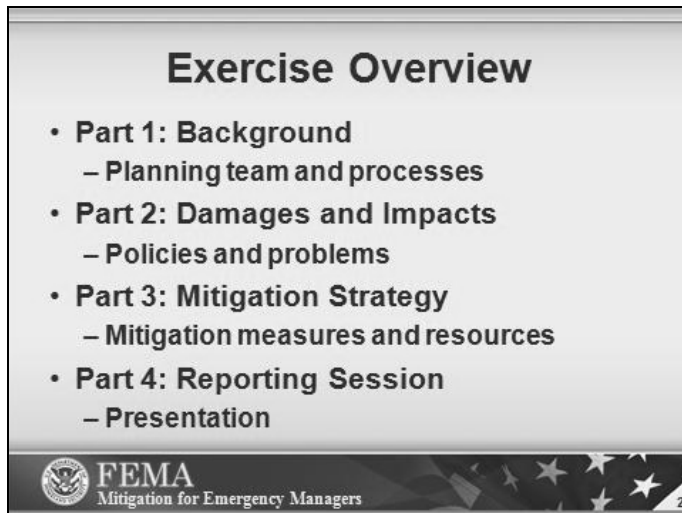 Exercise Overview
• Part 1: Background
– Planning team and processes
• Part 2: Damages and Impacts
– Policies and problems
• Part 3: Mitigation Strategy
– Mitigation measures and resources
• Part 4: Reporting Session
– Presentation
FEMA
Mitigation for Emergency Managers
2